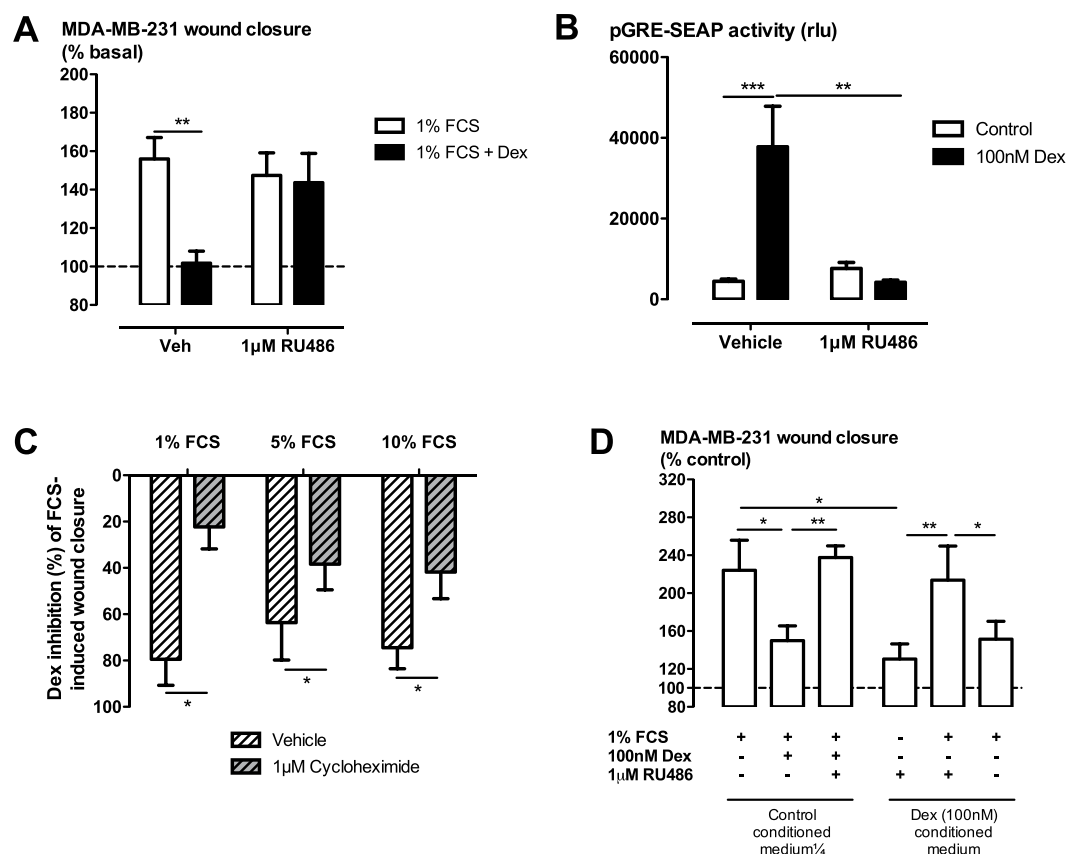 A
MDA-MB-231 wound closure
(% basal)
200
180
160
140
120
100
80
**
1% FCS
1% FCS + Dex
Veh
1µM RU486
B
pGRE-SEAP activity (rlu)
60000
40000
20000
0
***
**
Control
100nM Dex
Vehicle
1µM RU486
C
1% FCS
5% FCS
10% FCS
Dex inhibition (%) of FCS-
induced wound closure
0
20
40
60
80
100
*
*
*
Vehicle
1µM Cycloheximide
D
MDA-MB-231 wound closure
(% control)
320
280
240
200
160
120
100
80
*
*
**
**
*
1% FCS + + + - + +
100nM Dex - + + - - -
1µM RU486 - - + + + -
Control
conditioned
medium¼
Dex (100nM)
conditioned
medium